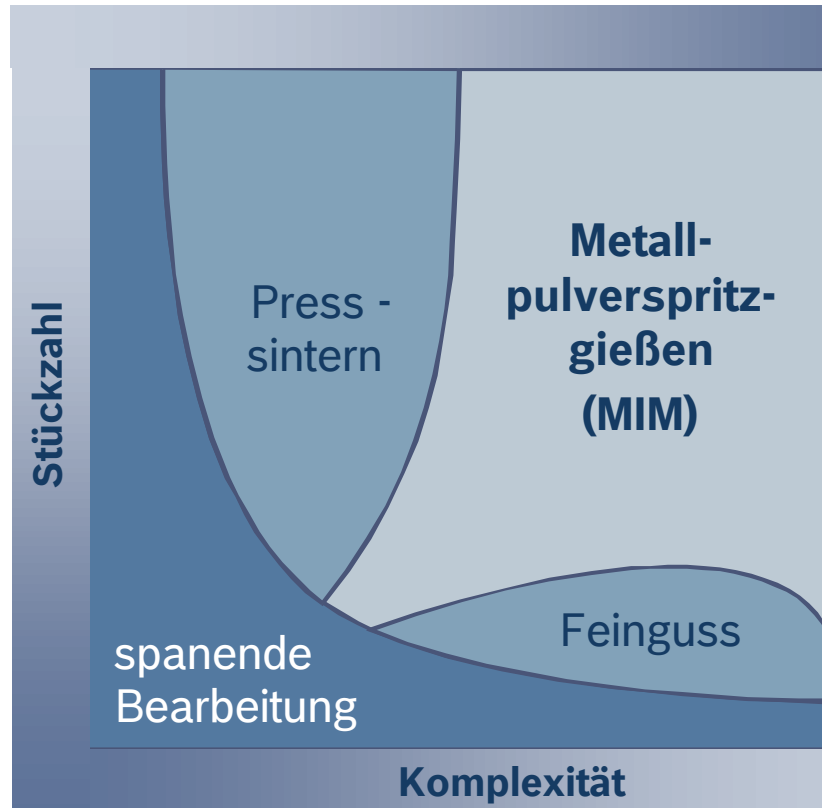 Stückzahl
Press -
sintern
Metall-
pulverspritz-
gießen
(MIM)
Feinguss
spanende
Bearbeitung
Komplexität